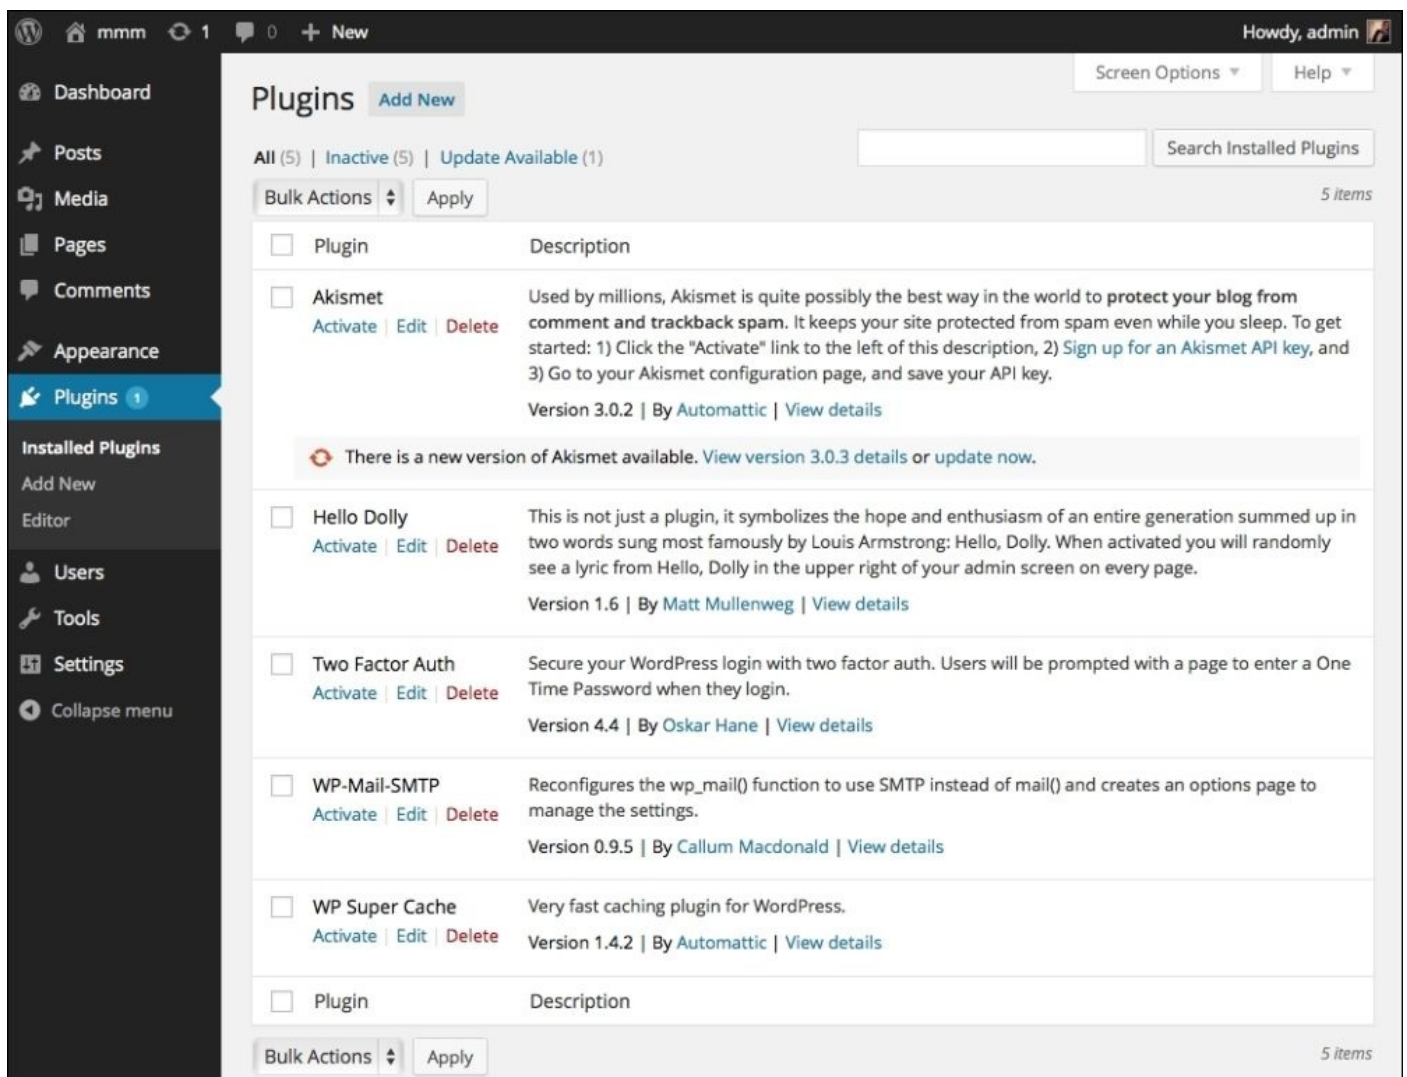 mmm 1 0 + New Howdy, admin
Screen Options Help
Dashboard
Posts
Media
Pages
Comments
Appearance
Plugins 1
Installed Plugins
Add New
Editor
Users
Tools
Settings
Collapse menu
Plugins Add New
All (5) | Inactive (5) | Update Available (1)
Search Installed Plugins
Bulk Actions Apply
5 items
Plugin Description
Akismet
Activate | Edit | Delete
Used by millions, Akismet is quite possibly the best way in the world to protect your blog from
comment and trackback spam. It keeps your site protected from spam even while you sleep. To get
started: 1) Click the "Activate" link to the left of this description, 2) Sign up for an Akismet API key, and
3) Go to your Akismet configuration page, and save your API key.
Version 3.0.2 | By Automattic | View details
There is a new version of Akismet available. View version 3.0.3 details or update now.
Hello Dolly
Activate | Edit | Delete
This is not just a plugin, it symbolizes the hope and enthusiasm of an entire generation summed up in
two words sung most famously by Louis Armstrong: Hello, Dolly. When activated you will randomly
see a lyric from Hello, Dolly in the upper right of your admin screen on every page.
Version 1.6 | By Matt Mullenweg | View details
Two Factor Auth
Activate | Edit | Delete
Secure your WordPress login with two factor auth. Users will be prompted with a page to enter a One
Time Password when they login.
Version 4.4 | By Oskar Hane | View details
WP-Mail-SMTP
Activate | Edit | Delete
Reconfigures the wp_mail() function to use SMTP instead of mail() and creates an options page to
manage the settings.
Version 0.9.5 | By Callum Macdonald | View details
WP Super Cache
Activate | Edit | Delete
Very fast caching plugin for WordPress.
Version 1.4.2 | By Automattic | View details
Plugin Description
Bulk Actions Apply
5 items